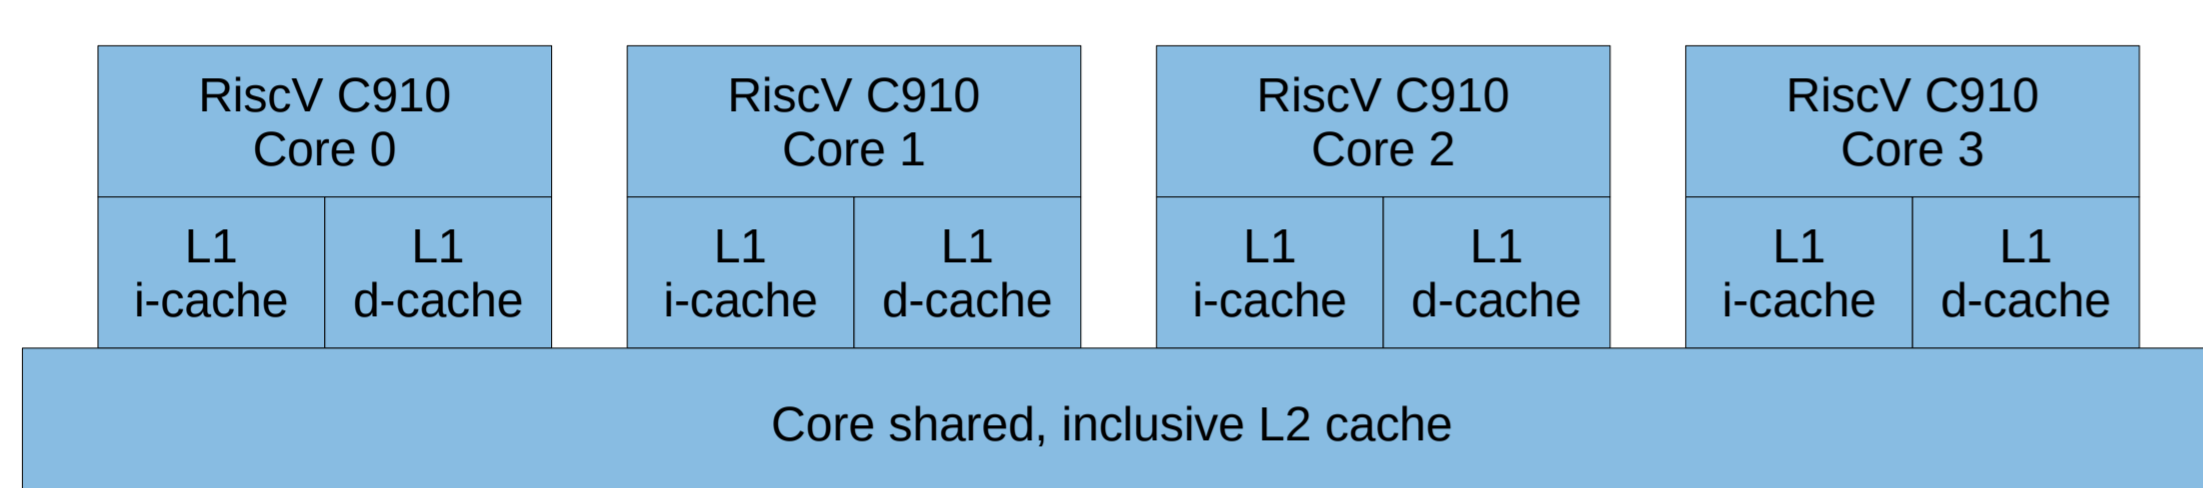 RiscV C910
Core 0
RiscV C910
Core 1
RiscV C910
Core 2
RiscV C910
Core 3
L1
i-cache
L1
d-cache
L1
i-cache
L1
d-cache
L1
i-cache
L1
d-cache
L1
i-cache
L1
d-cache
Core shared, inclusive L2 cache